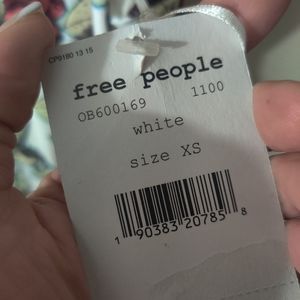 CP9180 13 15
free people
OB600169 1100
white
size XS
1 90383 20785 8